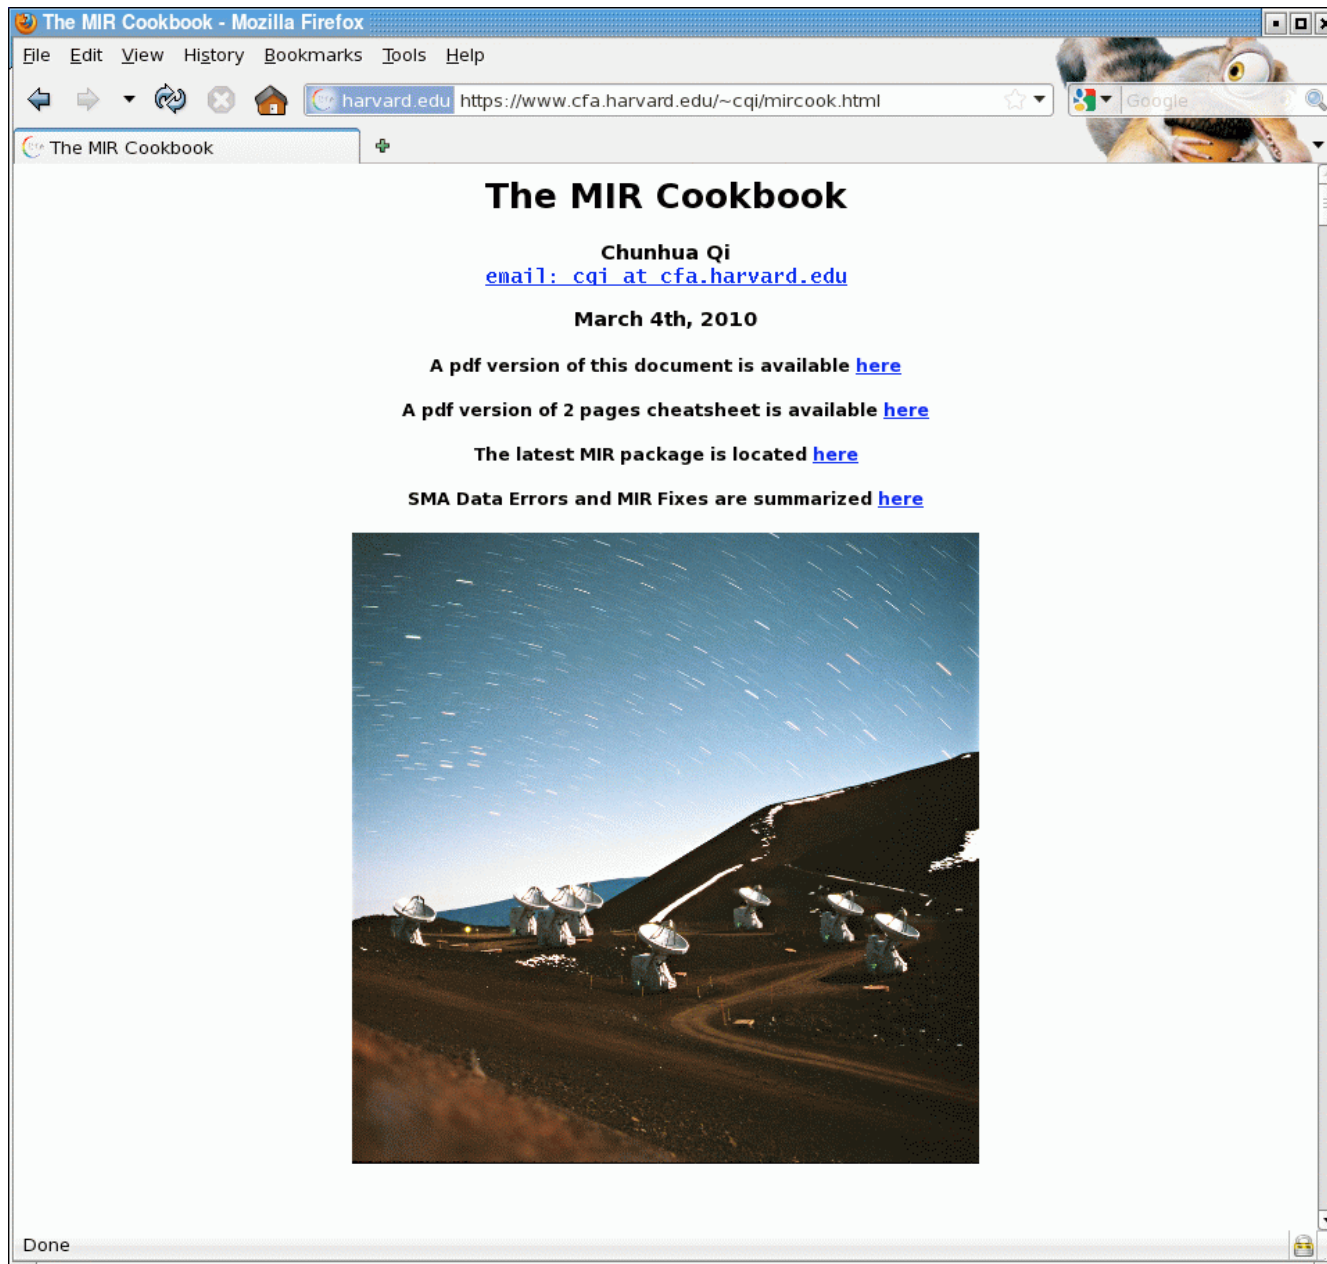 The MIR Cookbook - Mozilla Firefox
File Edit View History Bookmarks Tools Help
harvard.edu https://www.cfa.harvard.edu/~cqi/mircook.html Google
The MIR Cookbook
The MIR Cookbook
Chunhua Qi
email: cqi at cfa.harvard.edu
March 4th, 2010
A pdf version of this document is available here
A pdf version of 2 pages cheatsheet is available here
The latest MIR package is located here
SMA Data Errors and MIR Fixes are summarized here
Done